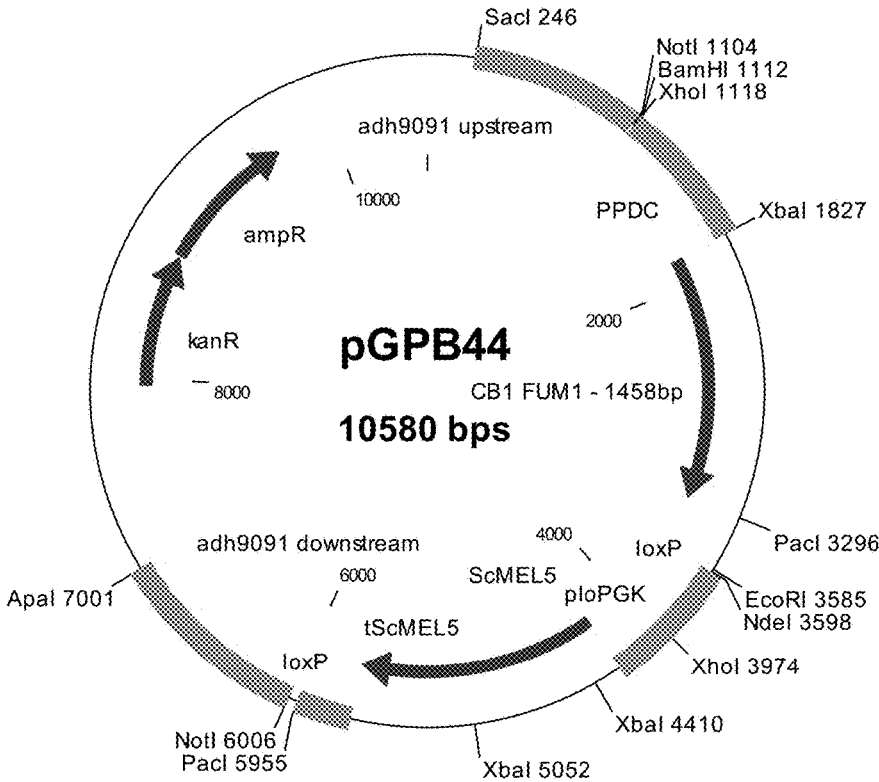 SacI 246
NotI 1104
BamHI 1112
XhoI 1118
adh9091 upstream
10000
PPDC
XbaI 1827
ampR
2000
kanR
pGPB44
8000
CB1 FUM1 - 1458bp
10580 bps
adh9091 downstream
4000
loxP
PacI 3296
6000
ScMEL5
ploPGK
EcoRI 3585
NdeI 3598
ApaI 7001
tScMEL5
loxP
XhoI 3974
XbaI 4410
NotI 6006
PacI 5955
XbaI 5052